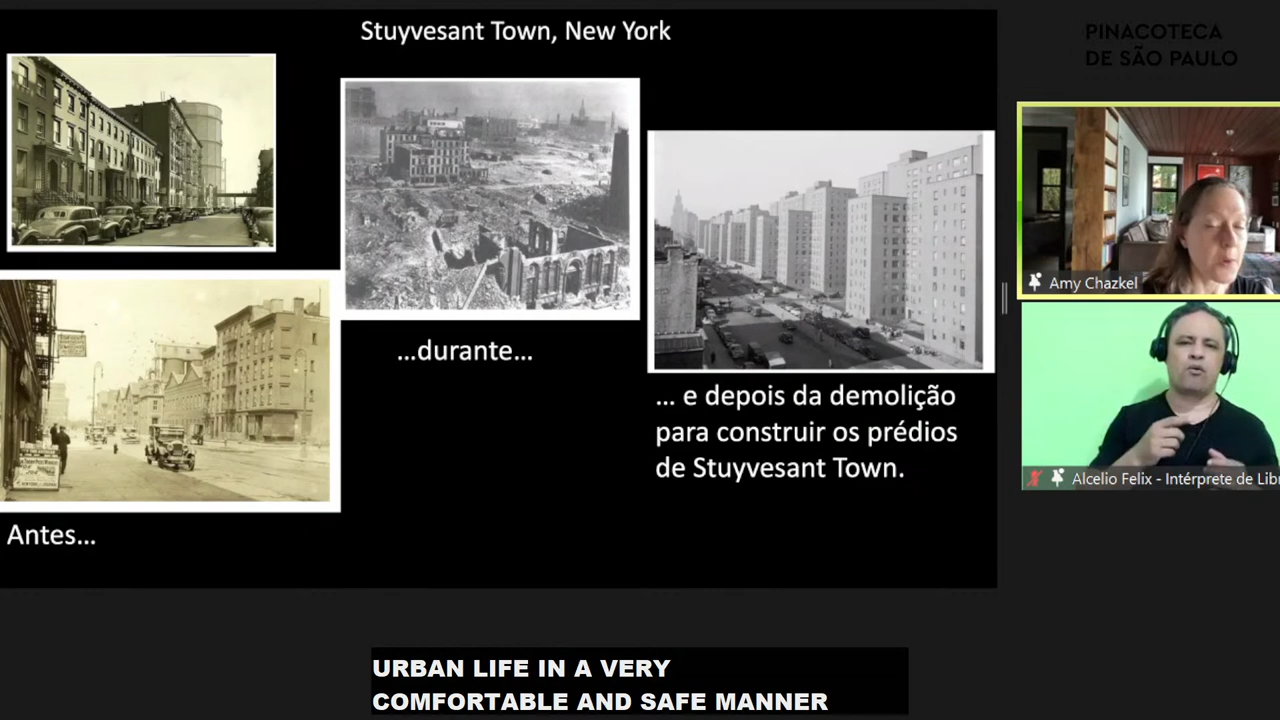 Stuyvesant Town, New York
PINACOTECA
DE SÃO PAULO
Amy Chazkel
...durante...
... e depois da demolição
para construir os prédios
de Stuyvesant Town.
Alcelio Felix - Intérprete de Lib
Antes...
URBAN LIFE IN A VERY
COMFORTABLE AND SAFE MANNER